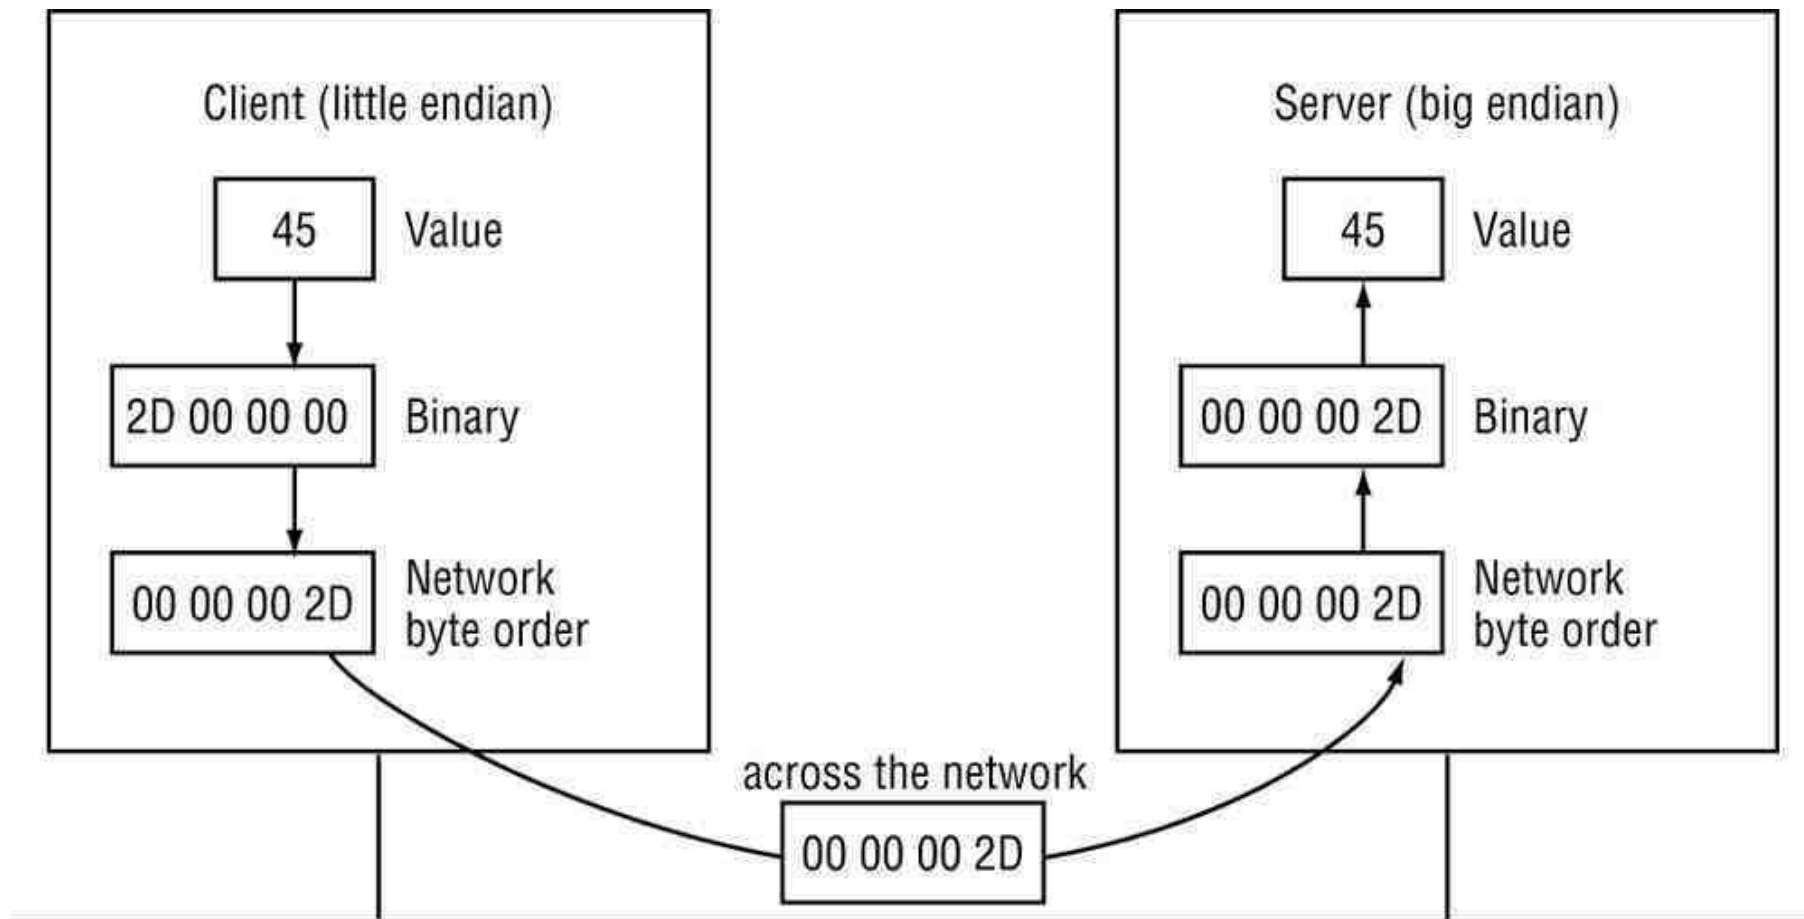 Client (little endian)
45
Value
2D 00 00 00
Binary
00 00 00 2D
Network
byte order
Server (big endian)
45
Value
00 00 00 2D
Binary
00 00 00 2D
Network
byte order
across the network
00 00 00 2D